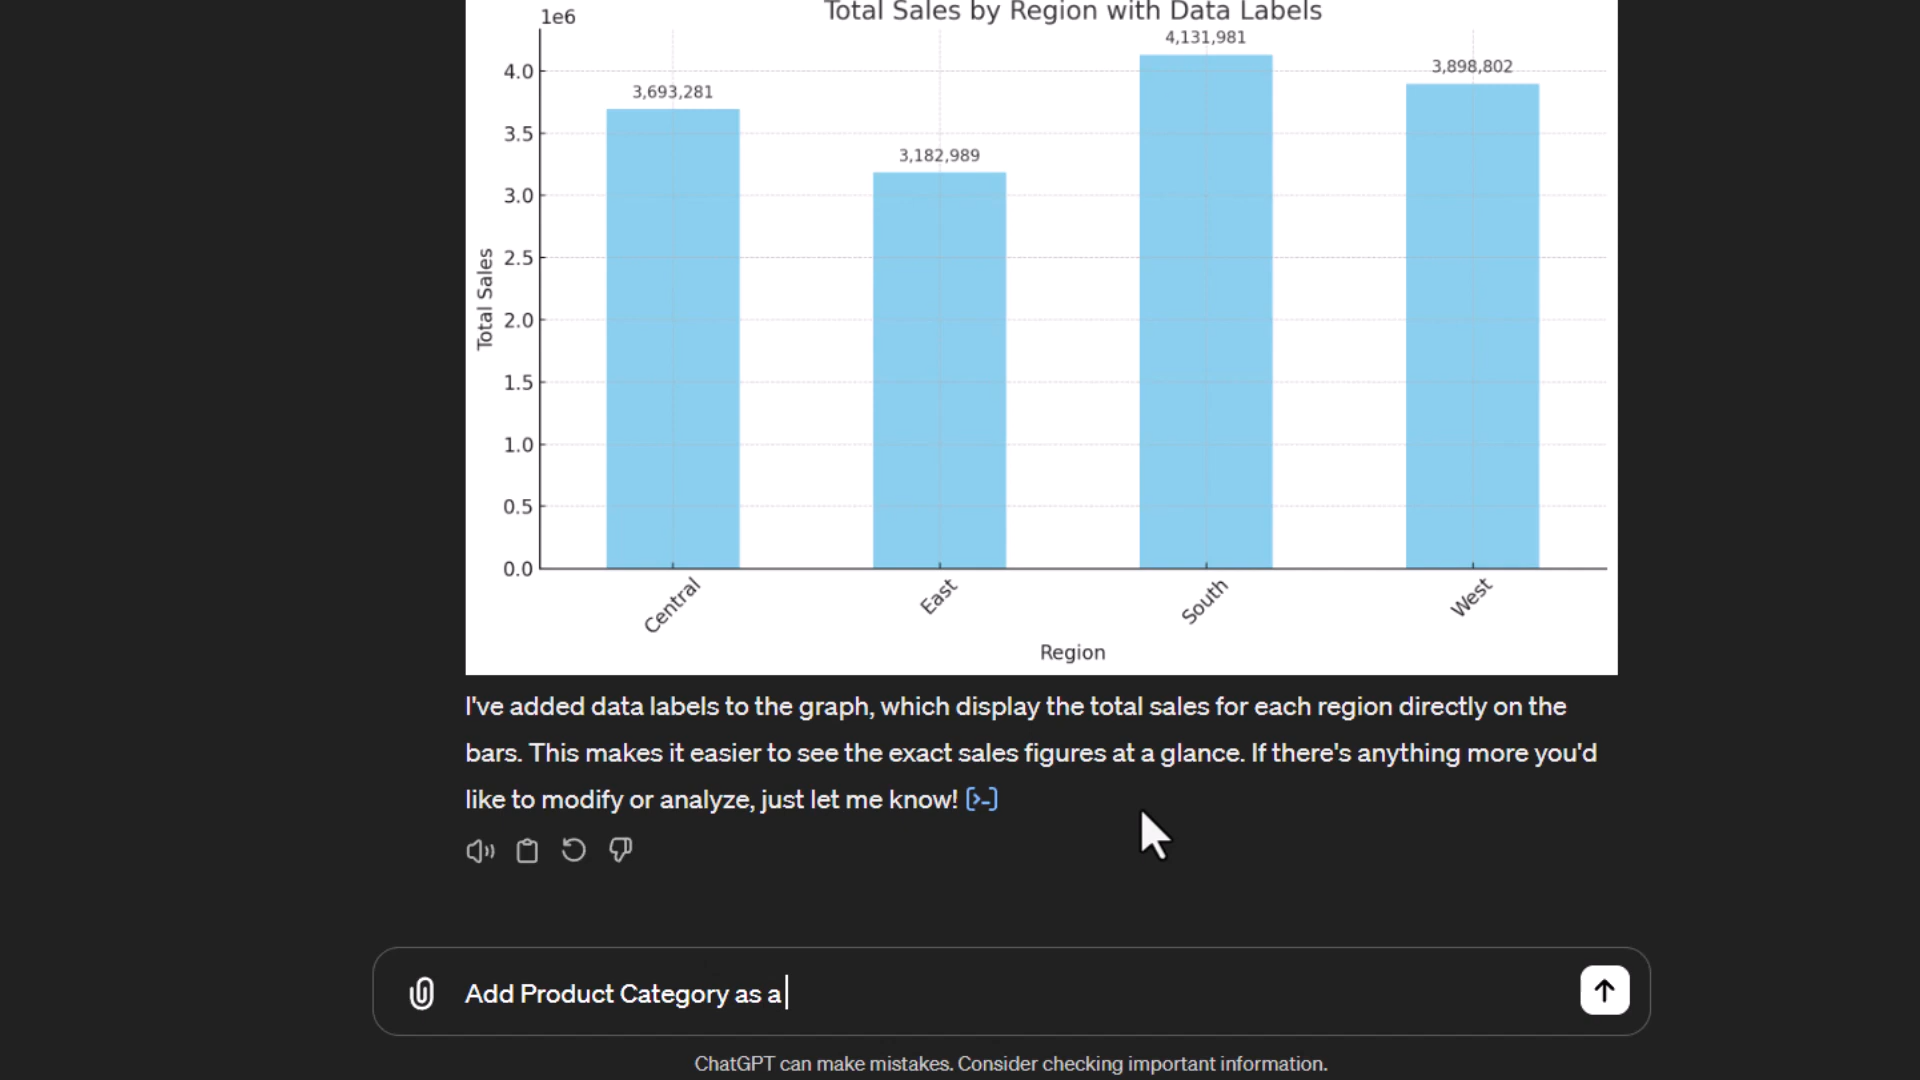 Total Sales by Region with Data Labels
1e6
4,131,981
3,898,802
3,693,281
3,182,989
4.0
3.5
3.0
2.5
2.0
1.5
1.0
0.5
0.0
Total Sales
Central
East
South
West
Region
I've added data labels to the graph, which display the total sales for each region directly on the
bars. This makes it easier to see the exact sales figures at a glance. If there's anything more you'd
like to modify or analyze, just let me know! [>-]
Add Product Category as a
ChatGPT can make mistakes. Consider checking important information.